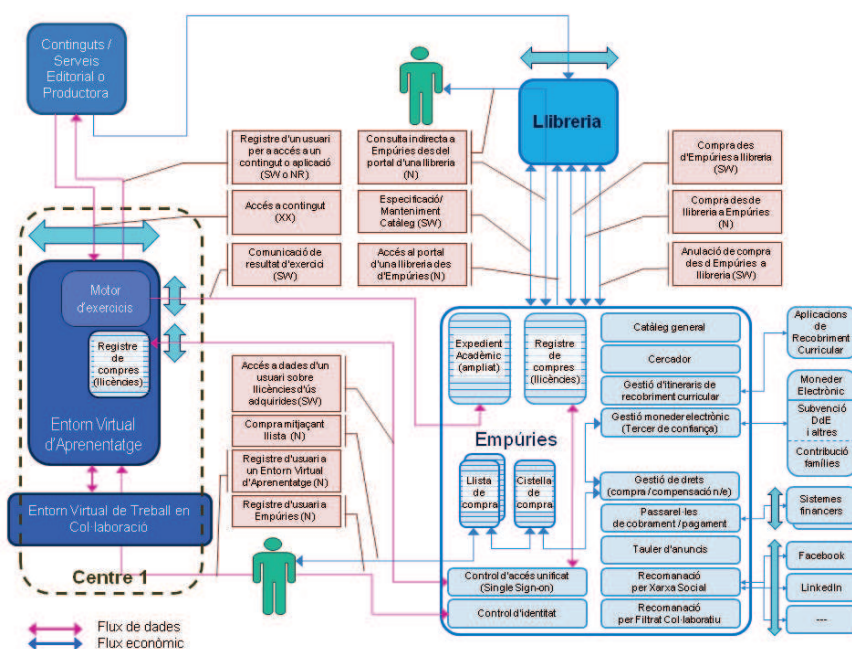 Continguts /
Serveis
Editorial o
Productora
Llibreria
Registre d'un usuari
per a accés a un
contingut o aplicació
(SW o NR)
Accés a contingut
(XX)
Comunicació de
resultat d'exercici
(SW)
Consulta indirecta a
Empúries des del
portal d'una llibreria
(N)
Especificació/
Manteniment
Catàleg (SW)
Accés al portal
d'una llibreria des
d'Empúries (N)
Compra des
d'Empúries a llibreria
(SW)
Compra des de
llibreria a Empúries
(N)
Anulació de compra
des d'Empúries a
llibreria (SW)
Motor
d'exercicis
Registre
de
compres
(llicències)
Entorn Virtual
d'Aprenentatge
Entorn Virtual de Treball en
Col·laboració
Centre 1
Accés a dades d'un
usuari sobre
llicències d'ús
adquirides (SW)
Compra mitjaçant
llista (N)
Registre d'usuari a
un Entorn Virtual
d'Aprenentatge (N)
Registre d'usuari a
Empúries (N)
Expedient
Acadèmic
(ampliat)
Registre
de
compres
(llicències)
Empúries
Llista
de
compra
Cistella
de
compra
Control d'accés unificat
(Single Sign-on)
Control d'identitat
Catàleg general
Cercador
Gestió d'itineraris de
recobriment curricular
Gestió moneder electrònic
(Tercer de confiança)
Gestió de drets
(compra /compensació n/e)
Passarel·les
de cobrament / pagament
Tauler d'anuncis
Recomanació
per Xarxa Social
Recomanació
per Filtrat Col·laboratiu
Aplicacions
de
Recobriment
Curricular
Moneder
Electrònic
Subvenció
DdE
i altres
Contribució
famílies
Sistemes
financers
Facebook
LinkedIn
---
Flux de dades
Flux econòmic